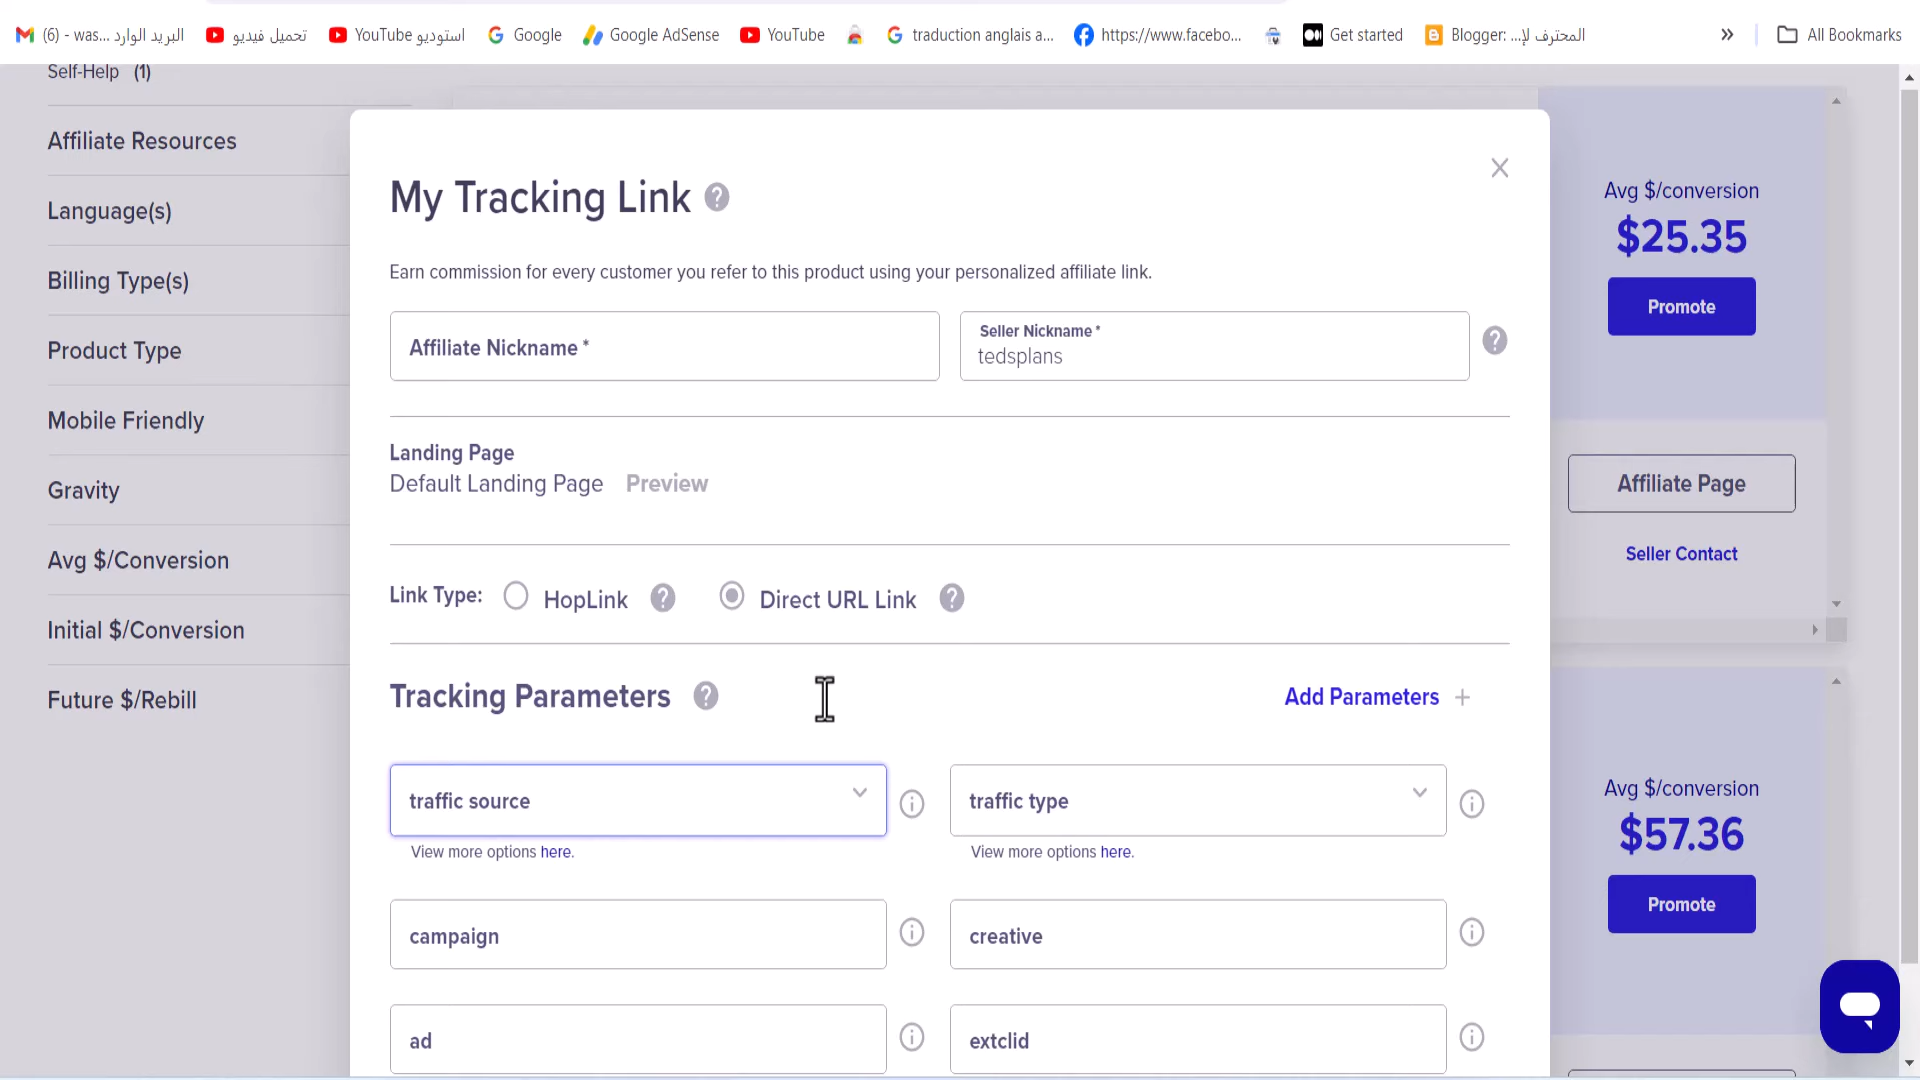 (6) - was... البريد الوارد
تحميل فيديو
YouTube استوديو
Google
Google AdSense
YouTube
traduction anglais a...
https://www.facebo...
Get started
Blogger: ...المحترف لإ
»
All Bookmarks
Self-Help (1)
Affiliate Resources
Language(s)
Billing Type(s)
Product Type
Mobile Friendly
Gravity
Avg $/Conversion
Initial $/Conversion
Future $/Rebill
My Tracking Link ?
Earn commission for every customer you refer to this product using your personalized affiliate link.
Affiliate Nickname *
Seller Nickname *
tedsplans
?
Landing Page
Default Landing Page Preview
Link Type: HopLink ? Direct URL Link ?
Tracking Parameters ? Add Parameters +
traffic source
traffic type
View more options here.
View more options here.
campaign
creative
ad
extclid
Avg $/conversion
$25.35
Promote
Affiliate Page
Seller Contact
Avg $/conversion
$57.36
Promote